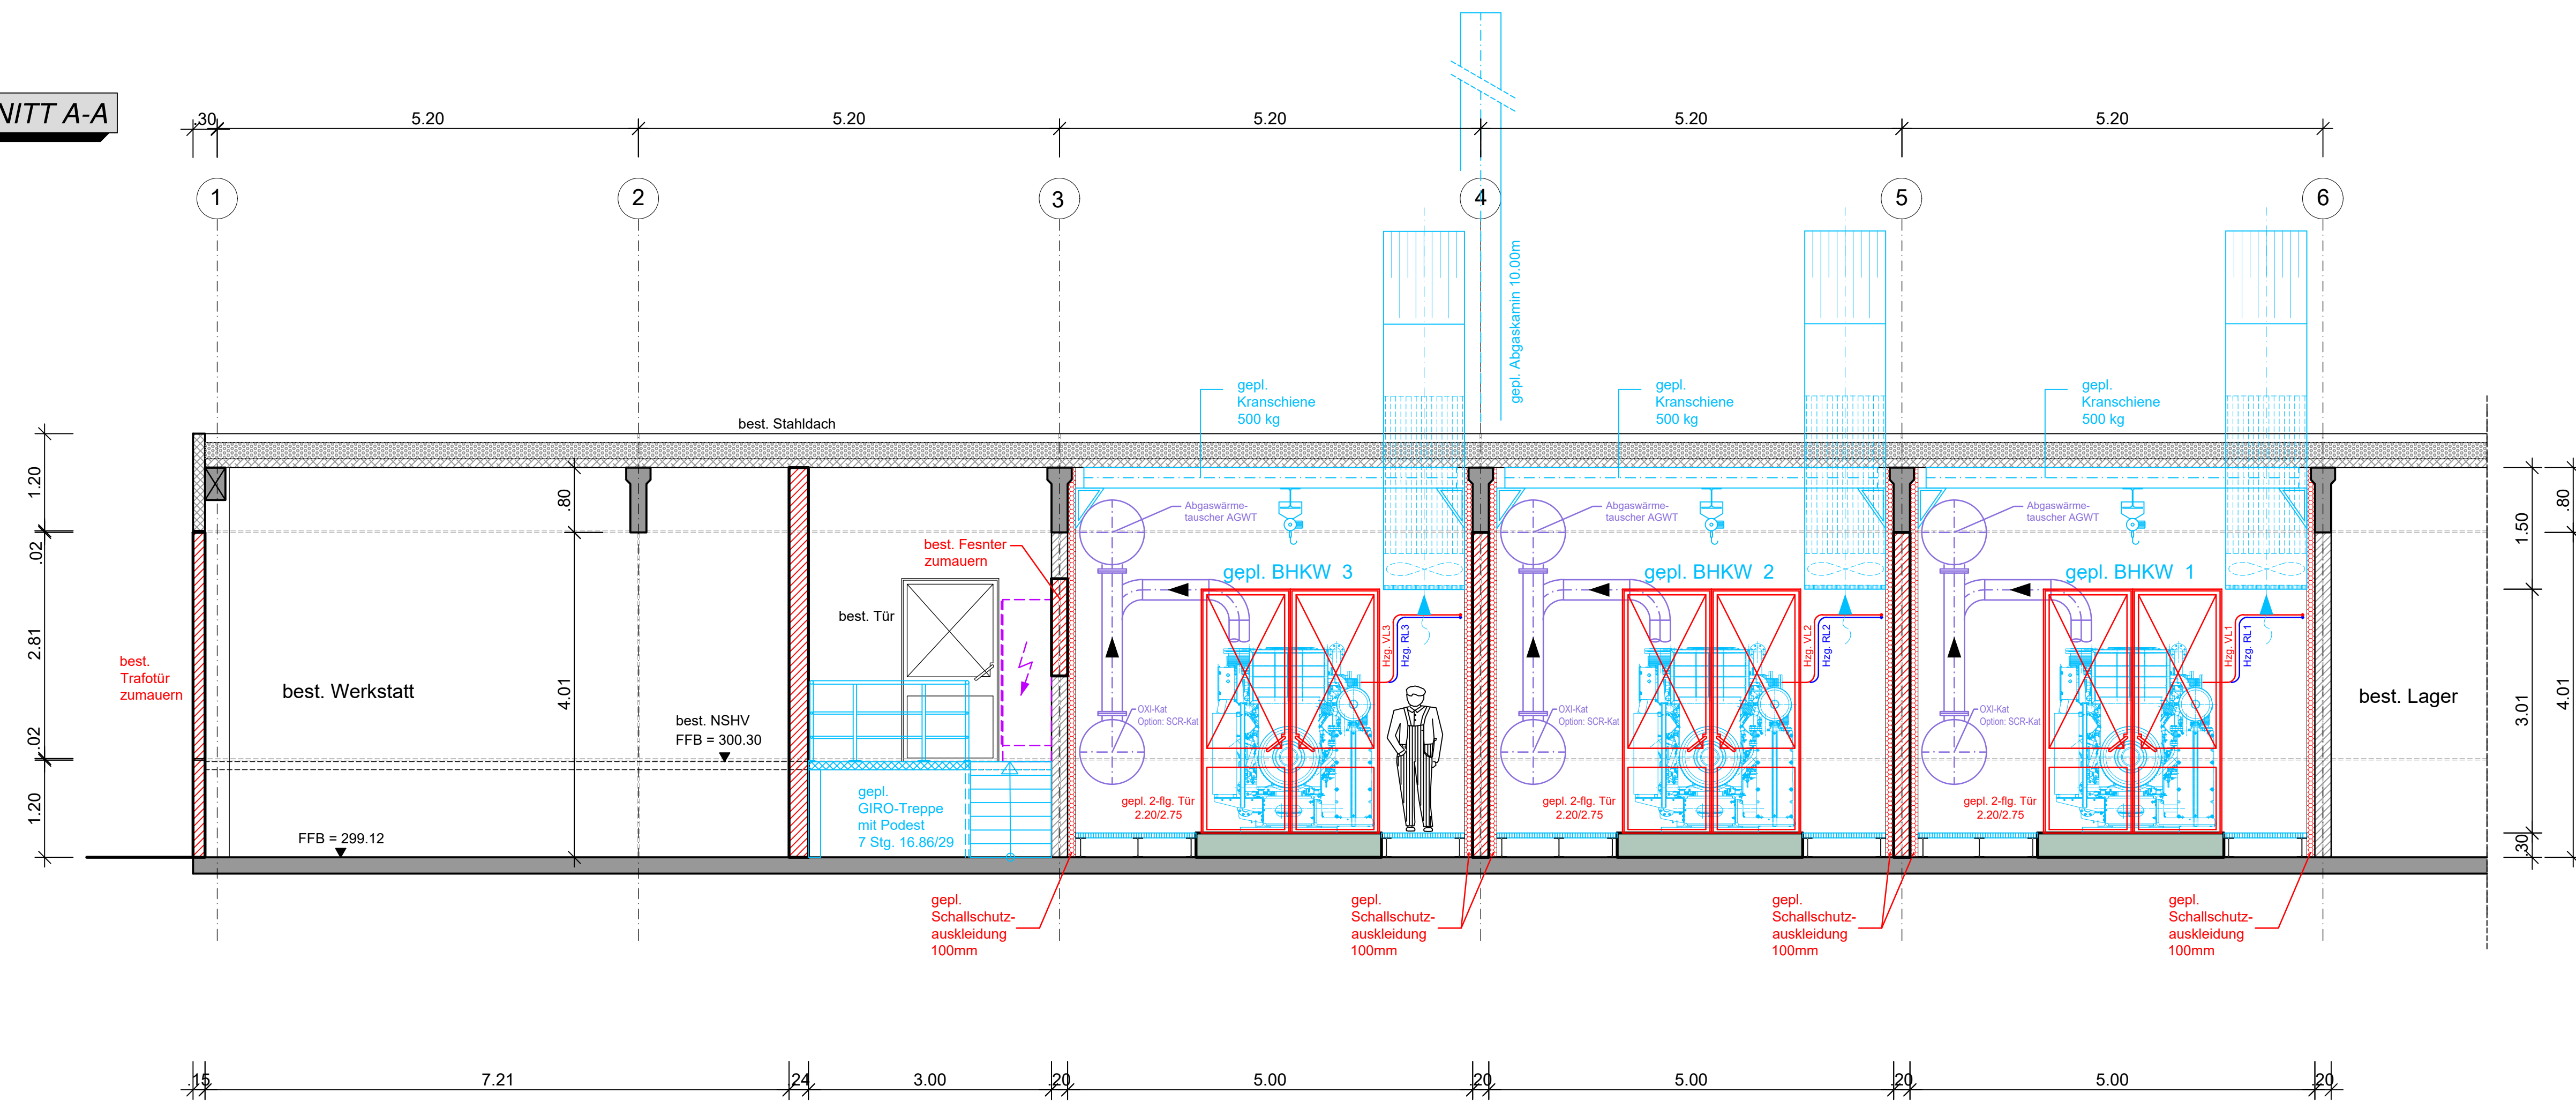 NITT A-A
.30
5.20
5.20
5.20
5.20
5.20
1
2
3
4
5
6
gepl. Abgaskamin 10.00m
gepl.
Kranschiene
500 kg
gepl.
Kranschiene
500 kg
gepl.
Kranschiene
500 kg
best. Stahldach
1.20
.02
2.81
.02
1.20
.80
4.01
1.50
3.01
.30
.80
4.01
best.
Trafotür
zumauern
best. Werkstatt
FFB = 299.12
best. NSHV
FFB = 300.30
best. Tür
best. Fesnter
zumauern
gepl.
GIRO-Treppe
mit Podest
7 Stg. 16.86/29
Abgaswärme-
tauscher AGWT
gepl. BHKW 3
Hzg. VL3
Hzg. RL3
OXI-Kat
Option: SCR-Kat
gepl. 2-flg. Tür
2.20/2.75
Abgaswärme-
tauscher AGWT
gepl. BHKW 2
Hzg. VL2
Hzg. RL2
OXI-Kat
Option: SCR-Kat
gepl. 2-flg. Tür
2.20/2.75
Abgaswärme-
tauscher AGWT
gepl. BHKW 1
Hzg. VL1
Hzg. RL1
OXI-Kat
Option: SCR-Kat
gepl. 2-flg. Tür
2.20/2.75
best. Lager
gepl.
Schallschutz-
auskleidung
100mm
gepl.
Schallschutz-
auskleidung
100mm
gepl.
Schallschutz-
auskleidung
100mm
gepl.
Schallschutz-
auskleidung
100mm
.15
7.21
.24
3.00
.20
5.00
.20
5.00
.20
5.00
.20